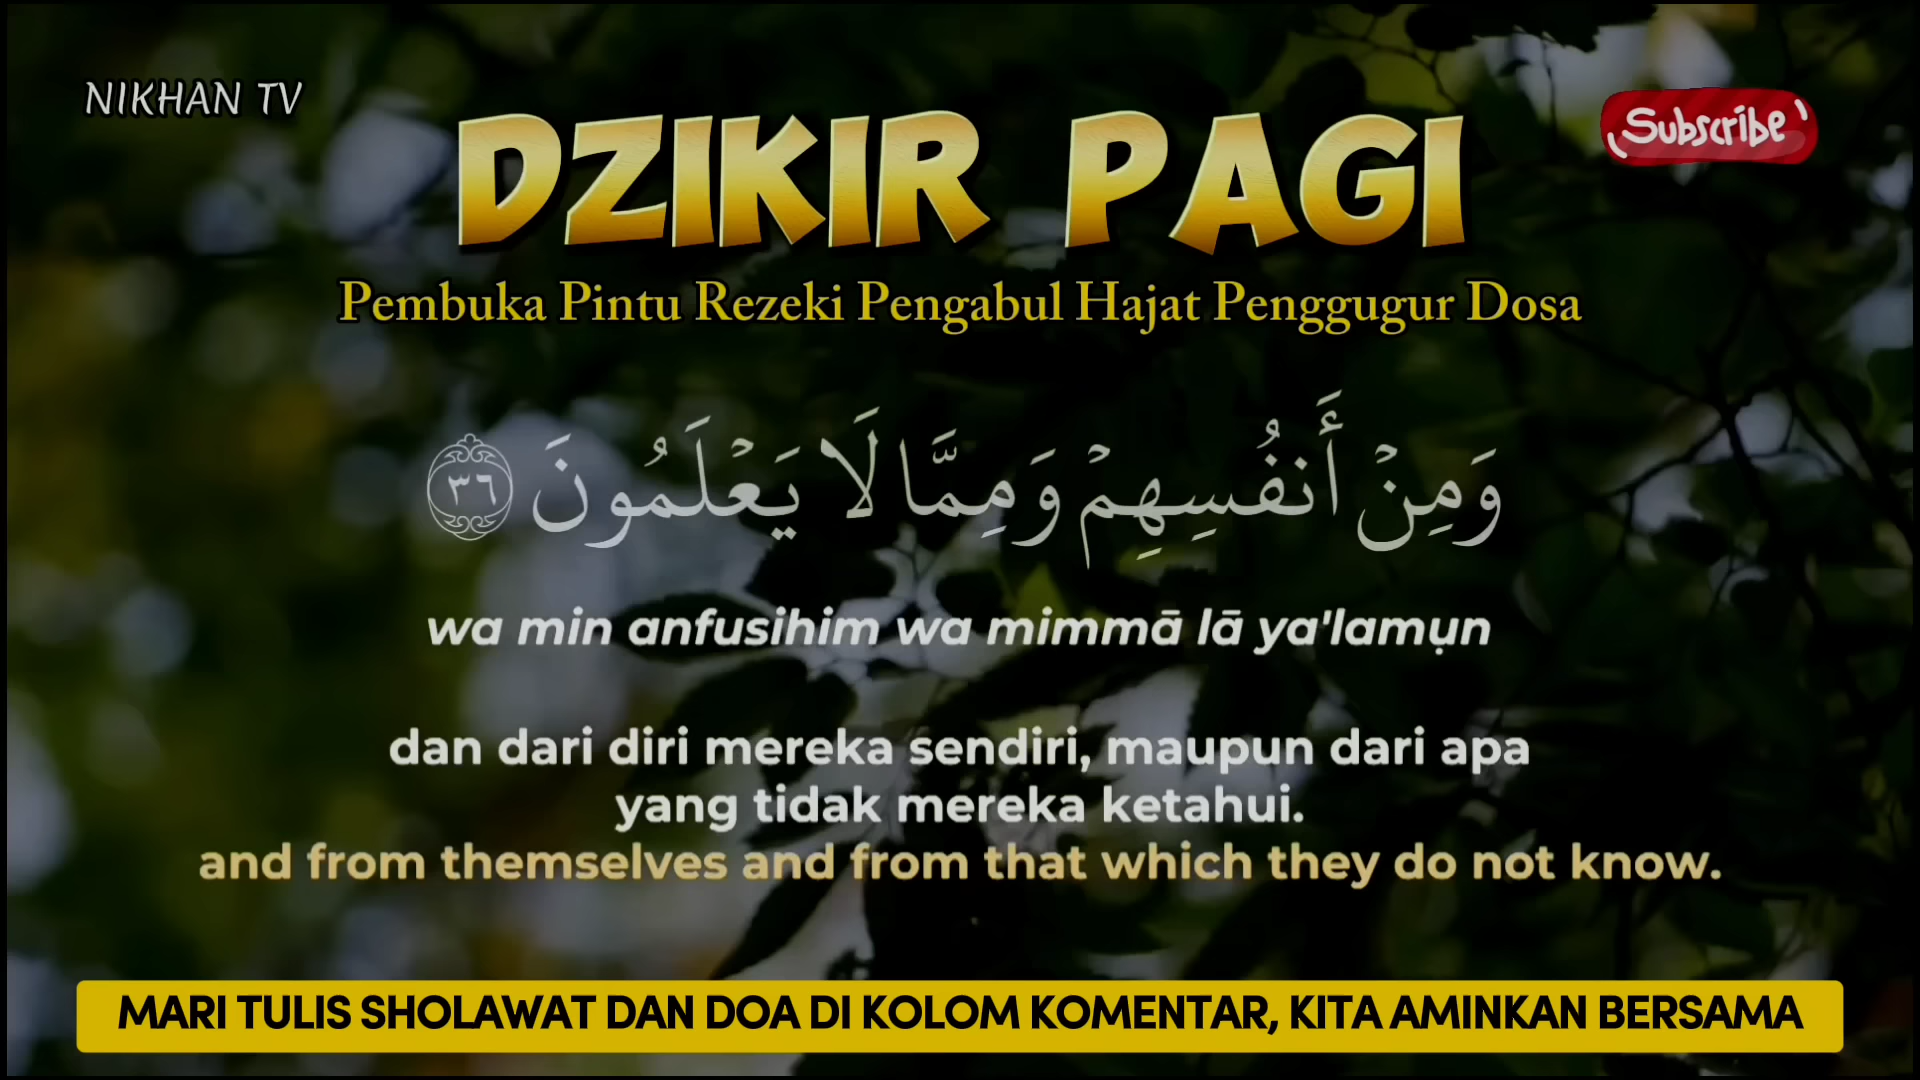 NIKHAN TV
DZIKIR PAGI
Subscribe
Pembuka Pintu Rezeki Pengabul Hajat Penggugur Dosa
وَمِنْ أَنفُسِهِمْ وَمِمَّا لَا يَعْلَمُونَ ٣٦
wa min anfusihim wa mimmā lā ya'lamụn
dan dari diri mereka sendiri, maupun dari apa
yang tidak mereka ketahui.
and from themselves and from that which they do not know.
MARI TULIS SHOLAWAT DAN DOA DI KOLOM KOMENTAR, KITA AMINKAN BERSAMA